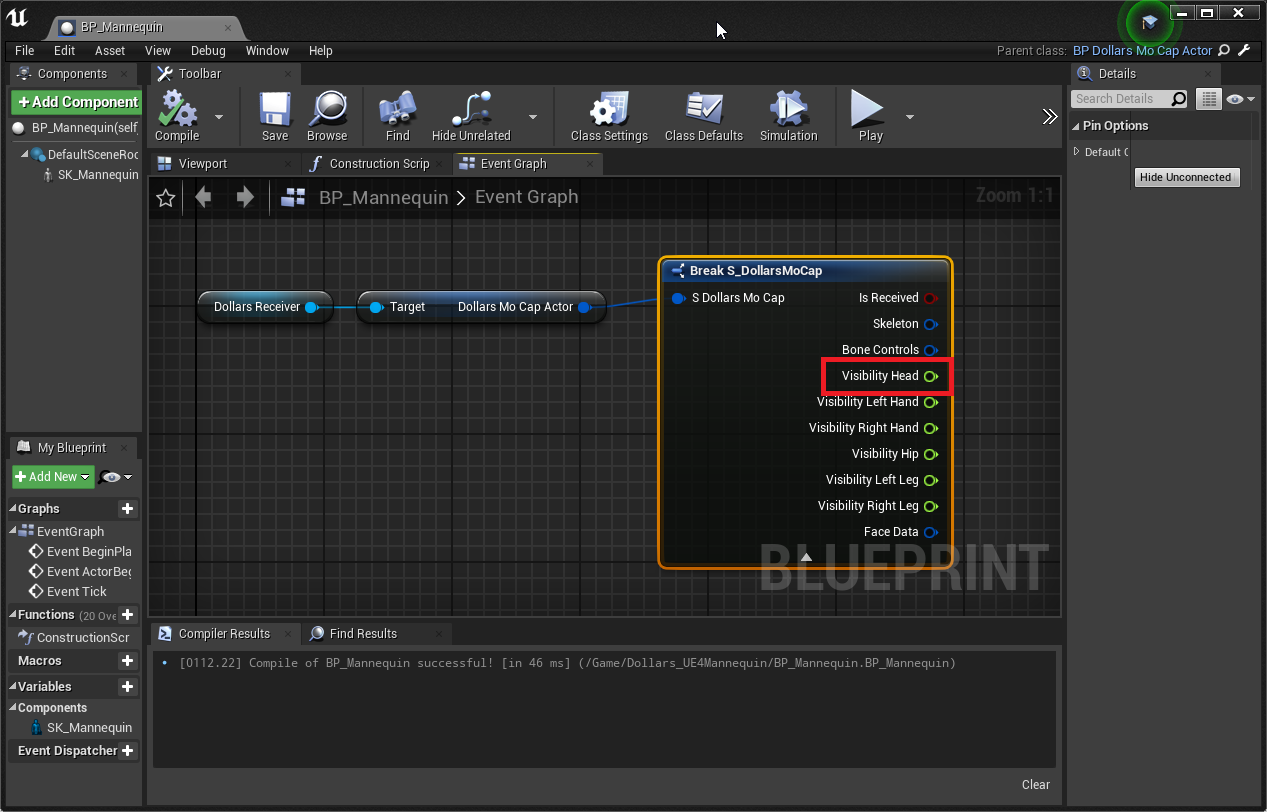 BP_Mannequin
File Edit Asset View Debug Window Help
Parent class: BP Dollars Mo Cap Actor
Components
+Add Component
BP_Mannequin(self
DefaultSceneRoo
SK_Mannequin
Toolbar
Compile
Save
Browse
Find
Hide Unrelated
Class Settings
Class Defaults
Simulation
Play
Viewport
Construction Scrip
Event Graph
BP_Mannequin > Event Graph
Zoom 1:1
Dollars Receiver
Target Dollars Mo Cap Actor
Break S_DollarsMoCap
S Dollars Mo Cap Is Received
Skeleton
Bone Controls
Visibility Head
Visibility Left Hand
Visibility Right Hand
Visibility Hip
Visibility Left Leg
Visibility Right Leg
Face Data
BLUEPRINT
My Blueprint
+Add New
Graphs
EventGraph
Event BeginPla
Event ActorBeg
Event Tick
Functions (20 Ove
ConstructionScr
Macros
Variables
Components
SK_Mannequin
Event Dispatcher
Compiler Results
Find Results
[0112.22] Compile of BP_Mannequin successful! [in 46 ms] (/Game/Dollars_UE4Mannequin/BP_Mannequin.BP_Mannequin)
Clear
Details
Search Details
Pin Options
Default
Hide Unconnected